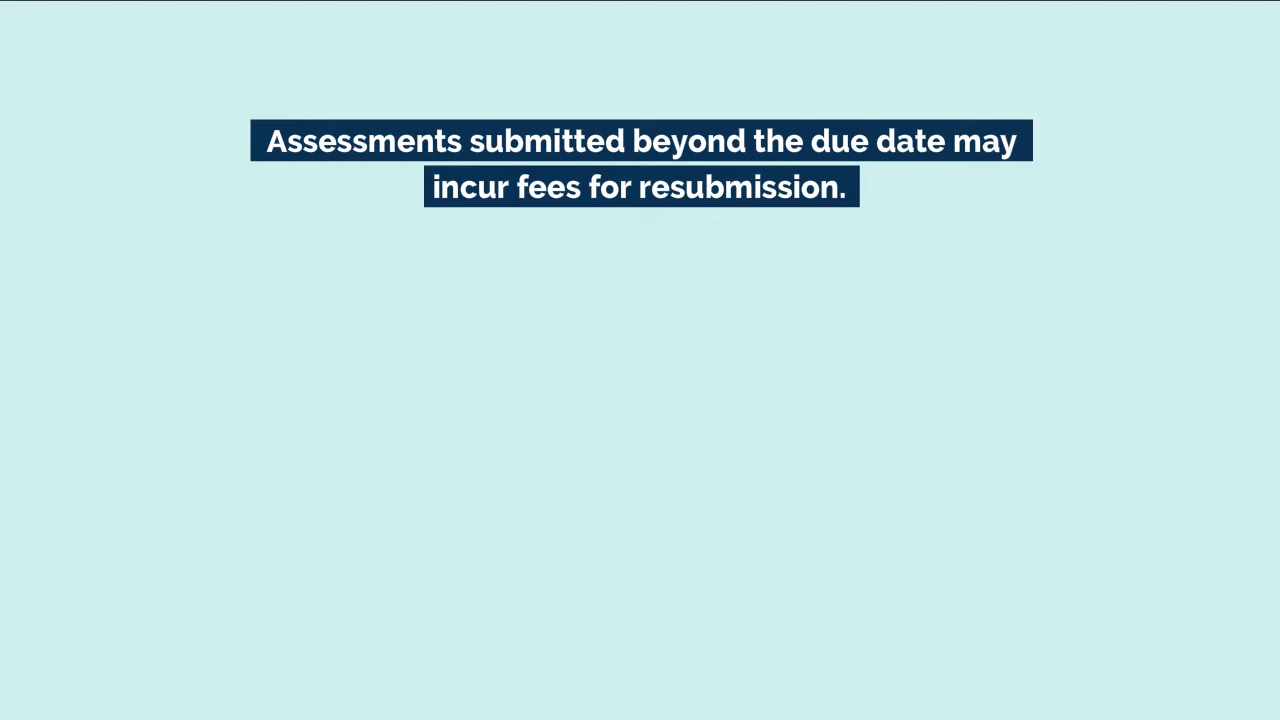 Assessments submitted beyond the due date may
incur fees for resubmission.